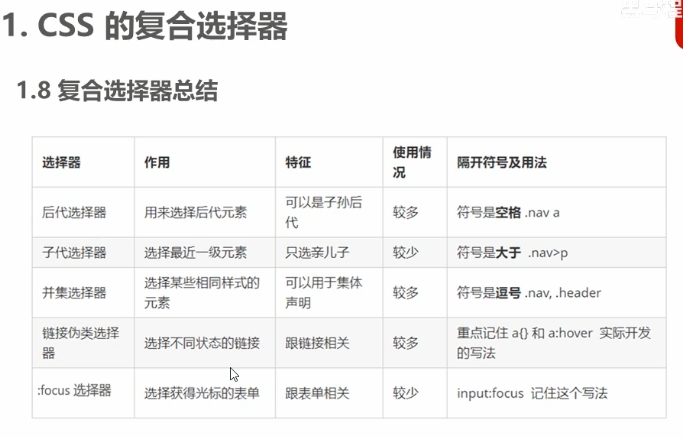 1. CSS 的复合选择器
1.8 复合选择器总结
选择器 作用 特征 使用情况 隔开符号及用法
后代选择器 用来选择后代元素 可以是子孙后代 较多 符号是空格 .nav a
子代选择器 选择最近一级元素 只选亲儿子 较少 符号是大于 .nav>p
并集选择器 选择某些相同样式的元素 可以用于集体声明 较多 符号是逗号 .nav, .header
链接伪类选择器 选择不同状态的链接 跟链接相关 较多 重点记住 a{} 和 a:hover 实际开发的写法
:focus 选择器 选择获得光标的表单 跟表单相关 较少 input:focus 记住这个写法